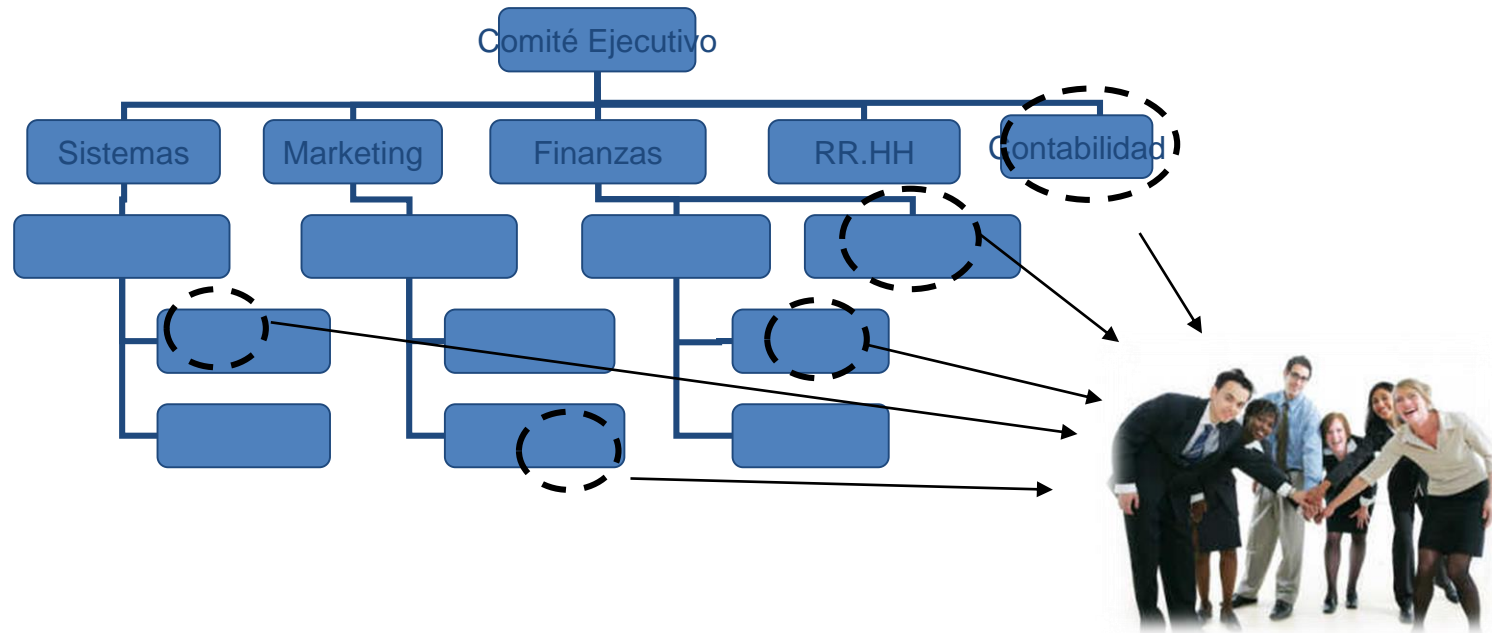 Comité Ejecutivo
Sistemas
Marketing
Finanzas
RR.HH
Contabilidad